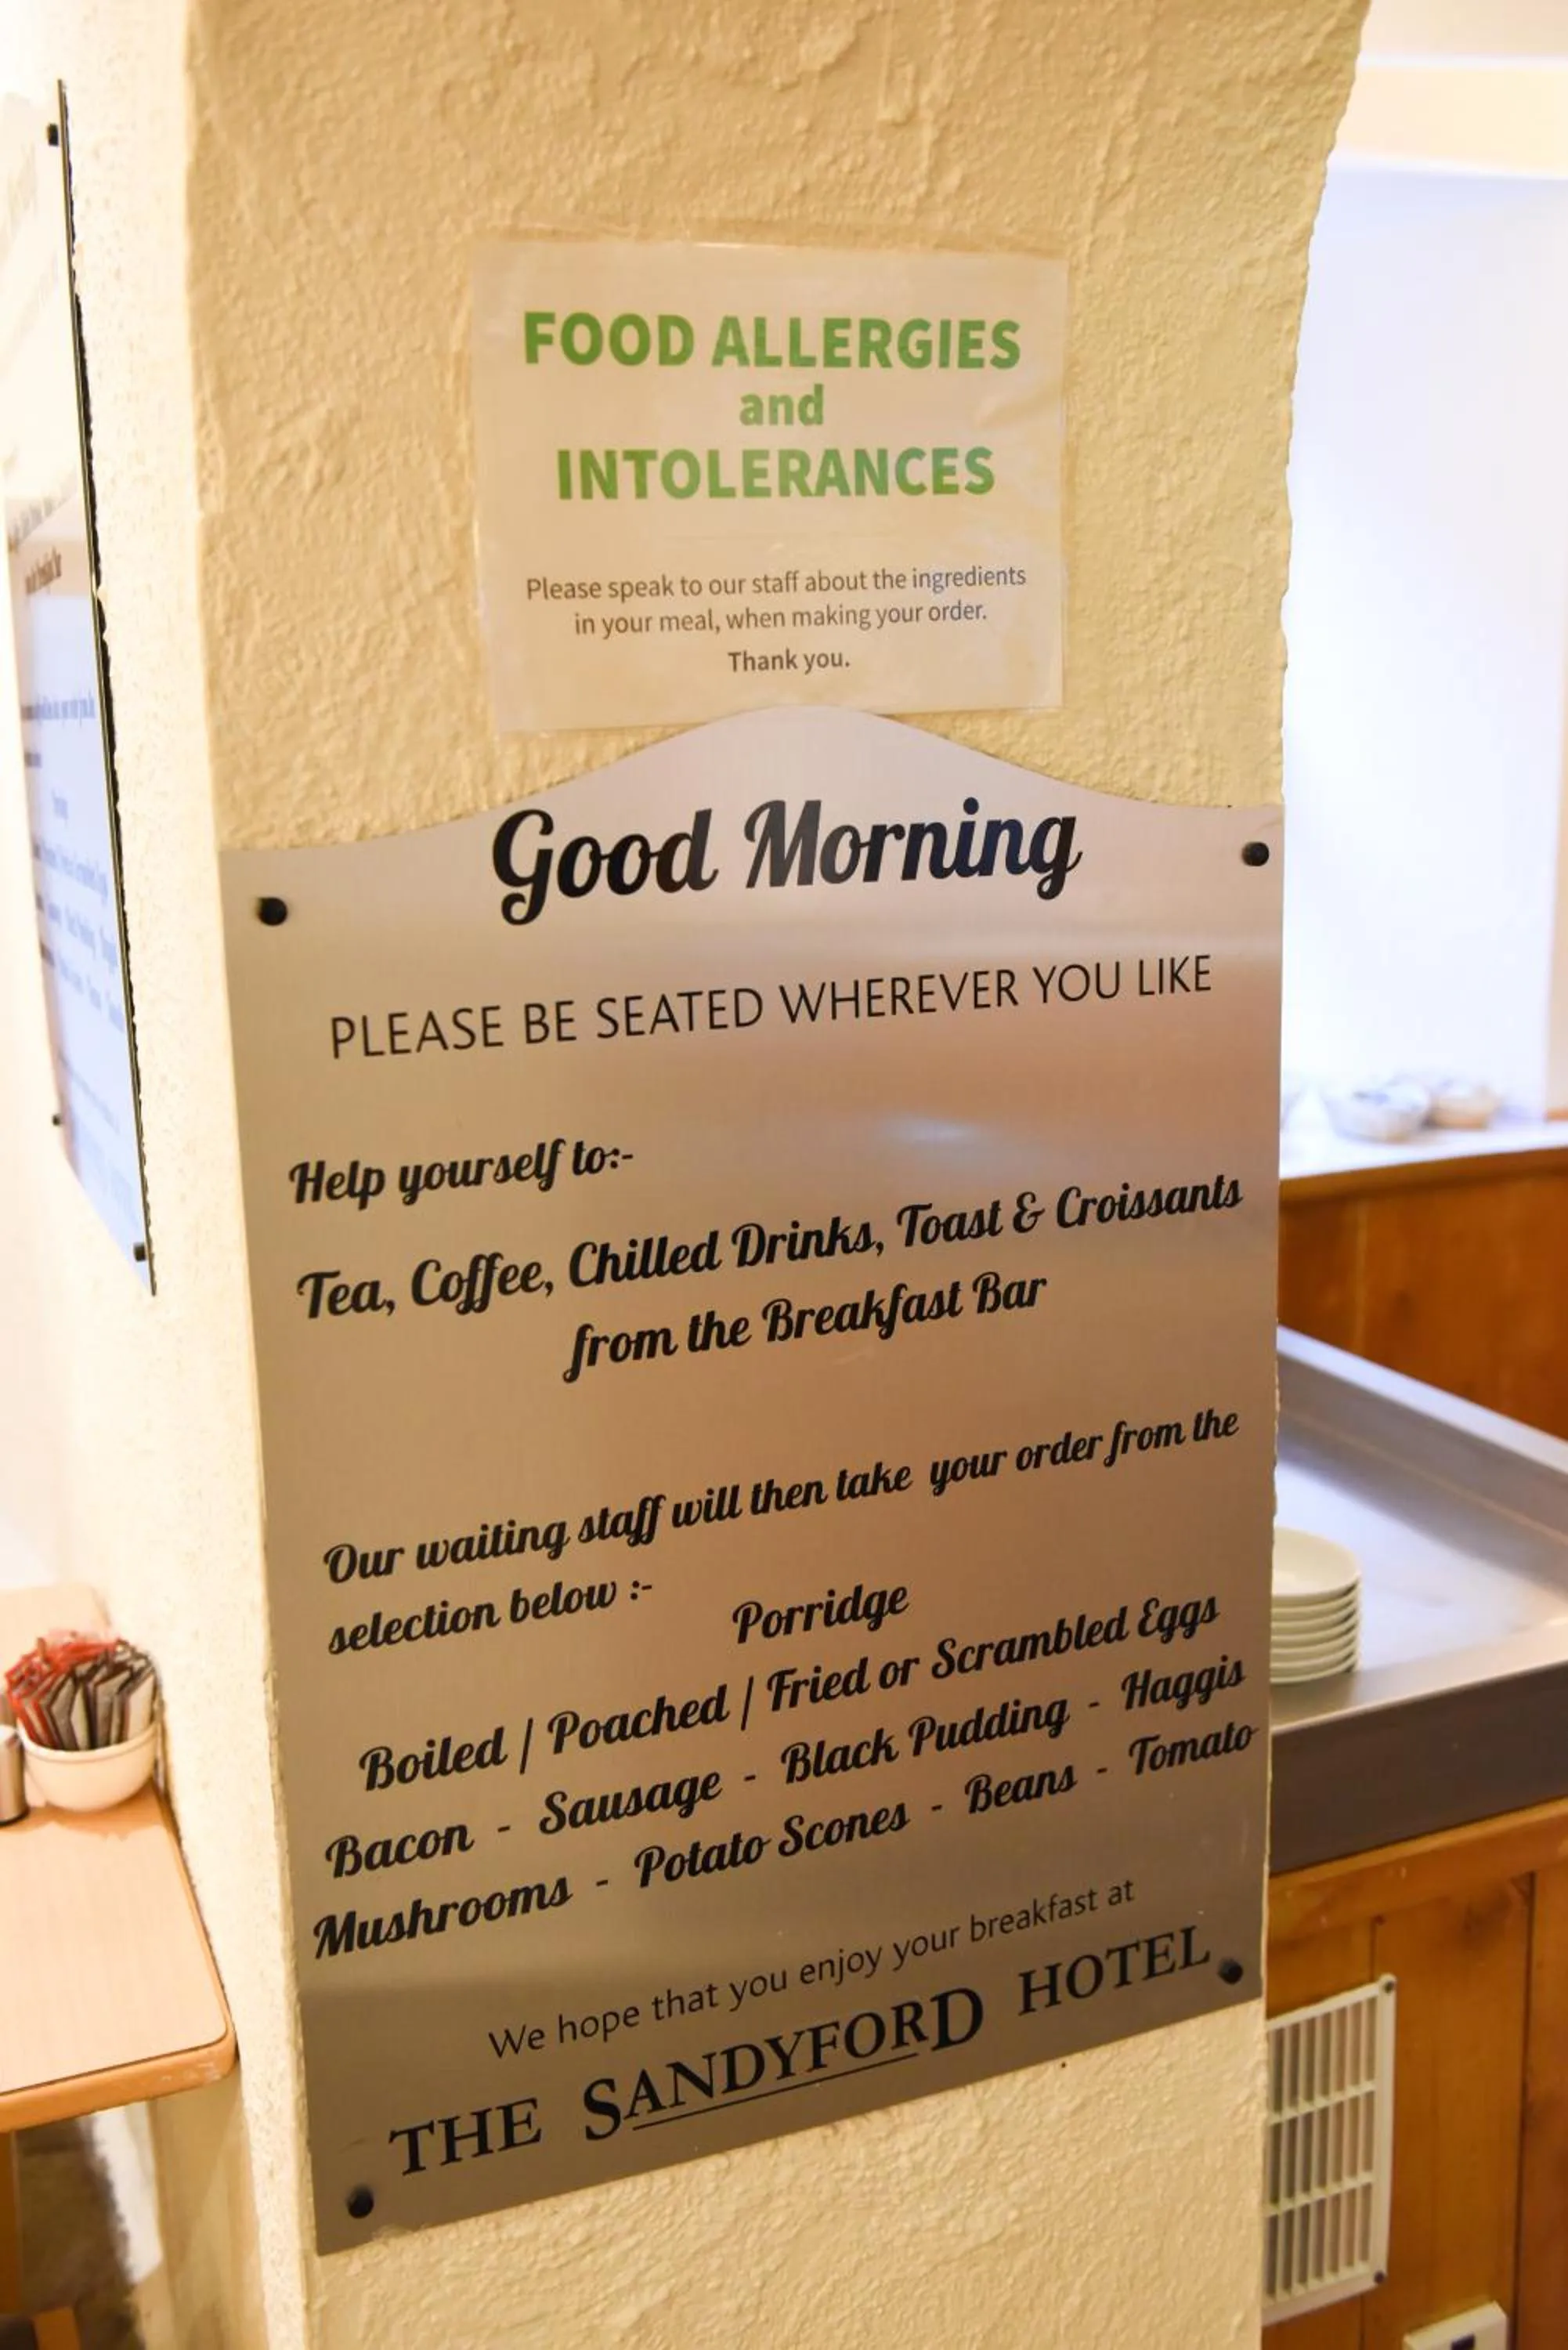 FOOD ALLERGIES
and
INTOLERANCES
Please speak to our staff about the ingredients
in your meal, when making your order.
Thank you.
Good Morning
PLEASE BE SEATED WHEREVER YOU LIKE
Help yourself to:-
Tea, Coffee, Chilled Drinks, Toast & Croissants
from the Breakfast Bar
Our waiting staff will then take your order from the
selection below :-
Porridge
Boiled / Poached / Fried or Scrambled Eggs
Bacon - Sausage - Black Pudding - Haggis
Mushrooms - Potato Scones - Beans - Tomato
We hope that you enjoy your breakfast at
THE SANDYFORD HOTEL